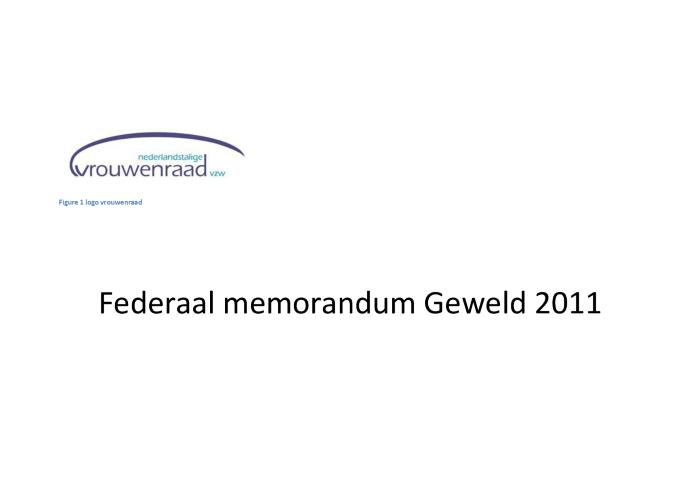 nederlandstalige
vrouwenraad vzw
Figure 1 logo vrouwenraad
Federaal memorandum Geweld 2011